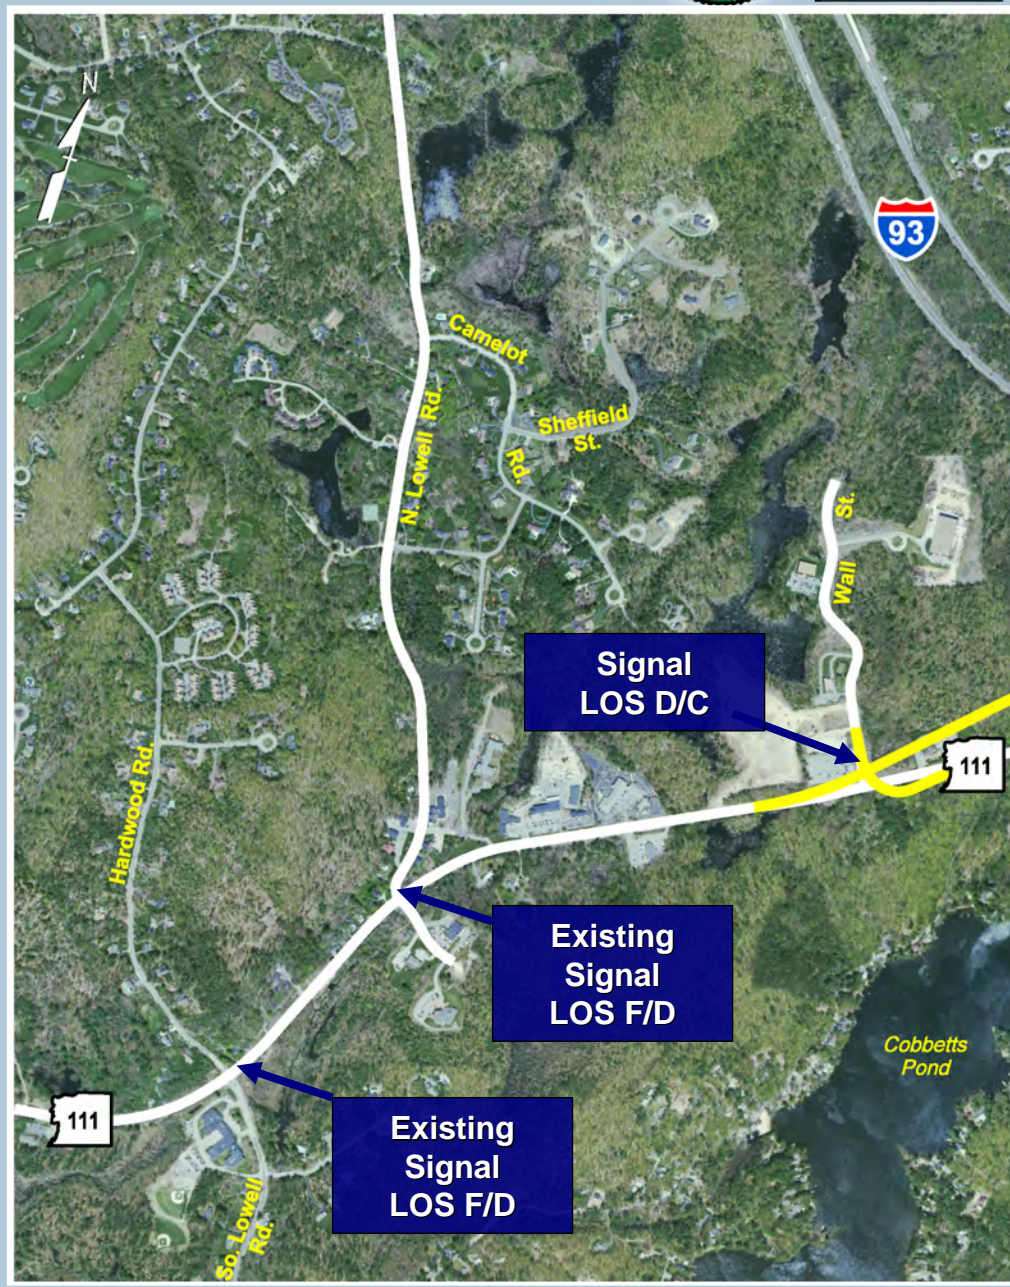 N
93
Camelot
Rd.
Sheffield
St.
N. Lowell Rd.
Wall St.
Signal
LOS D/C
111
Hardwood Rd.
Existing
Signal
LOS F/D
Cobbetts
Pond
111
Existing
Signal
LOS F/D
So. Lowell
Rd.